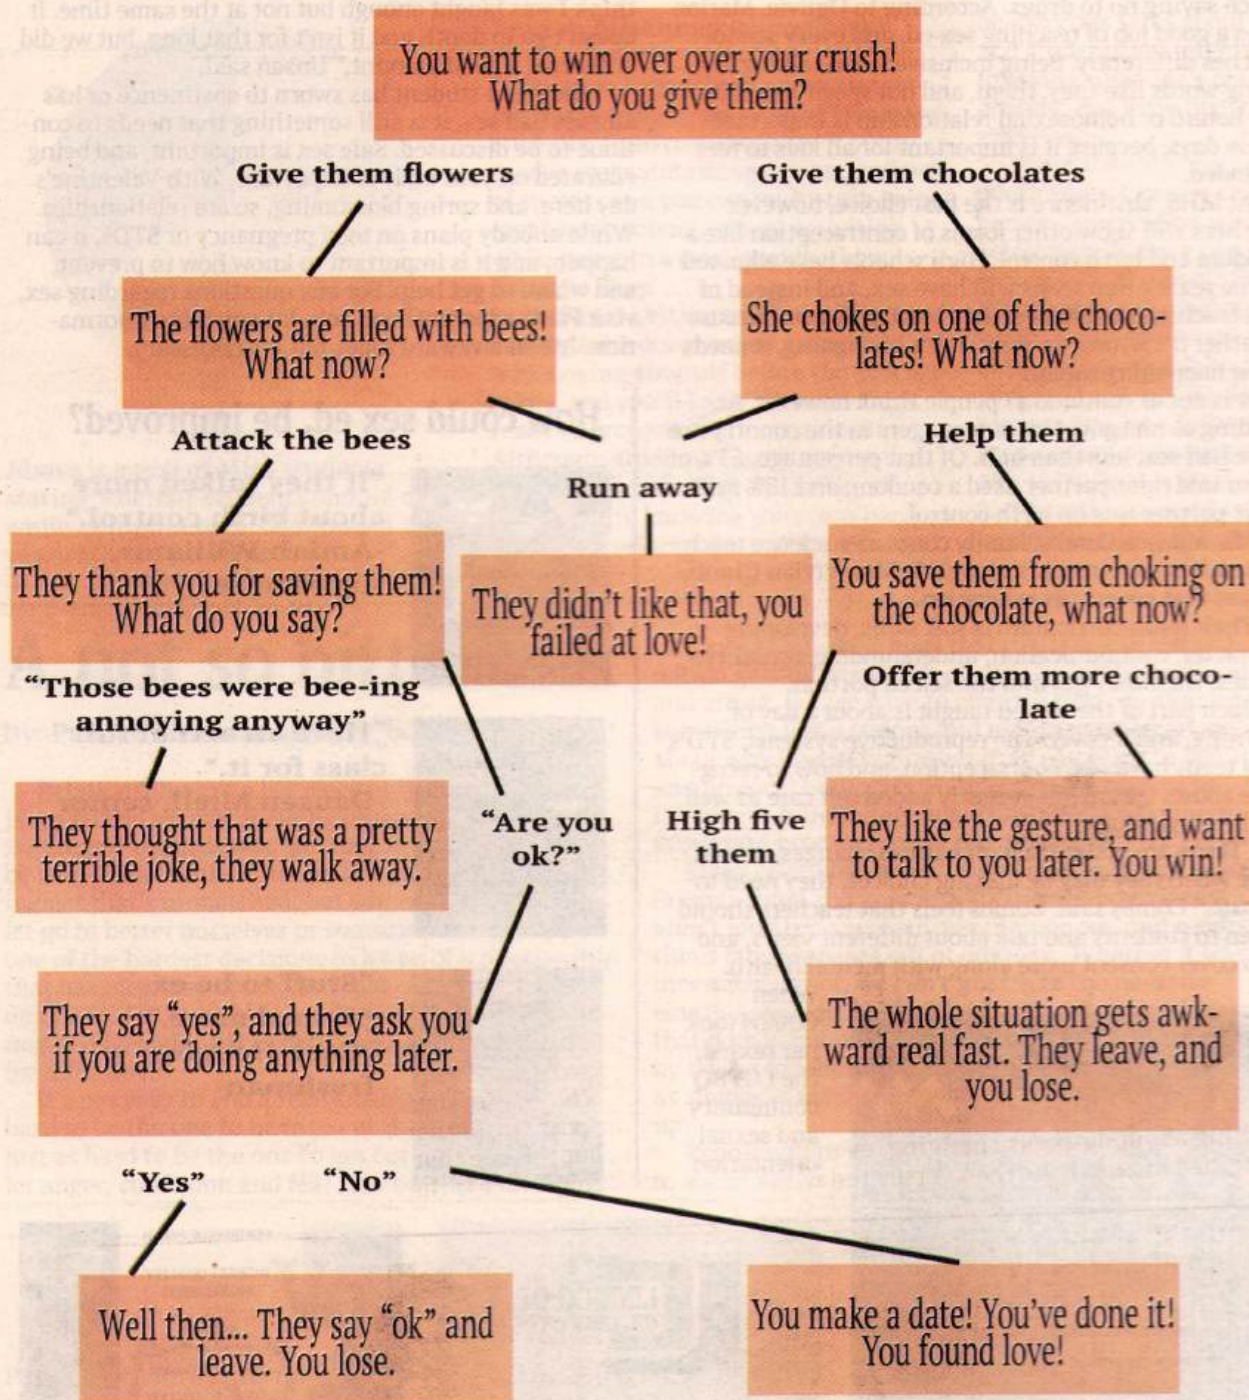 You want to win over over your crush!
What do you give them?
Give them flowers
Give them chocolates
The flowers are filled with bees!
What now?
She chokes on one of the choco-
lates! What now?
Attack the bees
Run away
Help them
They thank you for saving them!
What do you say?
They didn't like that, you
failed at love!
You save them from choking on
the chocolate, what now?
“Those bees were bee-ing
annoying anyway”
Offer them more choco-
late
They thought that was a pretty
terrible joke, they walk away.
“Are you
ok?”
High five
them
They like the gesture, and want
to talk to you later. You win!
They say “yes”, and they ask you
if you are doing anything later.
The whole situation gets awk-
ward real fast. They leave, and
you lose.
“Yes”
“No”
Well then... They say “ok” and
leave. You lose.
You make a date! You've done it!
You found love!